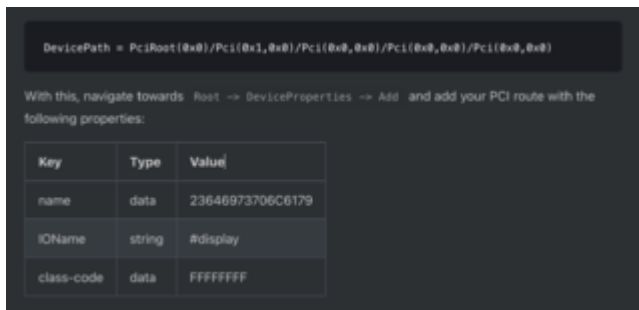 DevicePath = PciRoot(0x0)/Pci(0x1,0x0)/Pci(0x0,0x0)/Pci(0x0,0x0)/Pci(0x0,0x0)
With this, navigate towards Root -> DeviceProperties -> Add and add your PCI route with the
following properties:
Key Type Value
name data 23646973706C6179
IOName string #display
class-code data FFFFFFFF